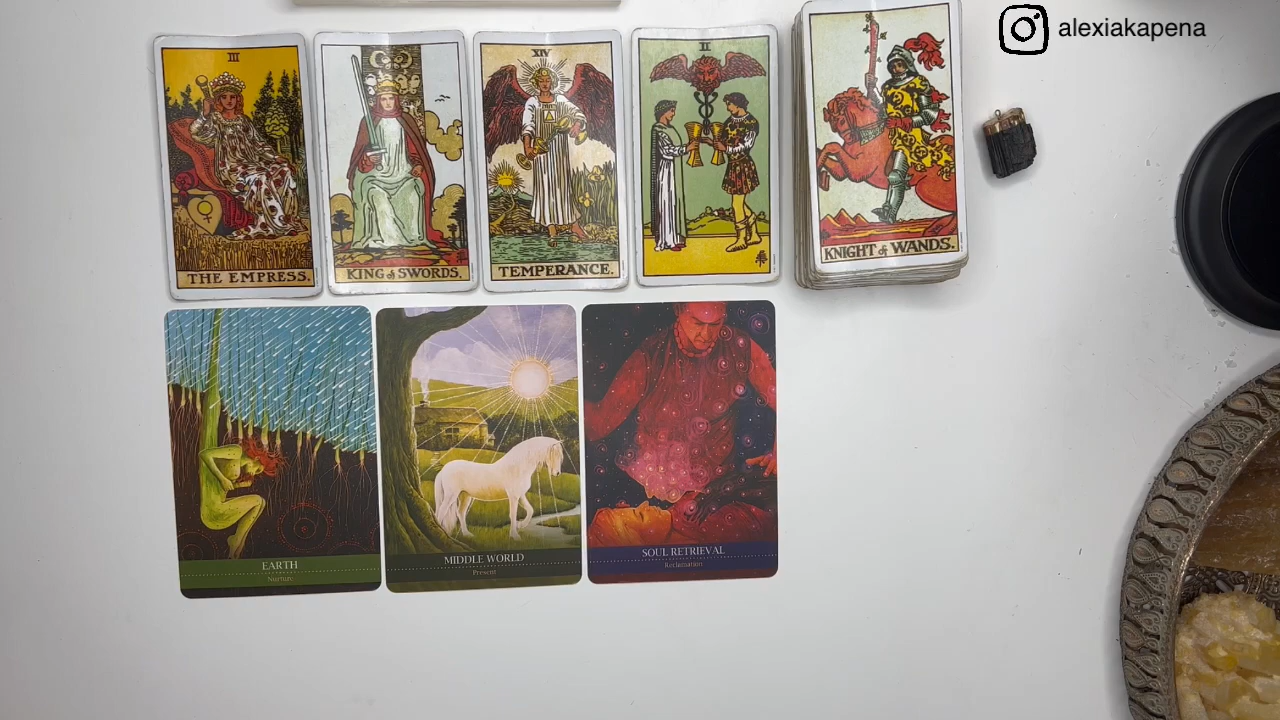 alexiakapena
III
XIV
II
THE EMPRESS.
KING of SWORDS.
TEMPERANCE.
KNIGHT of WANDS.
EARTH
Nurture
MIDDLE WORLD
Present
SOUL RETRIEVAL
Reclamation